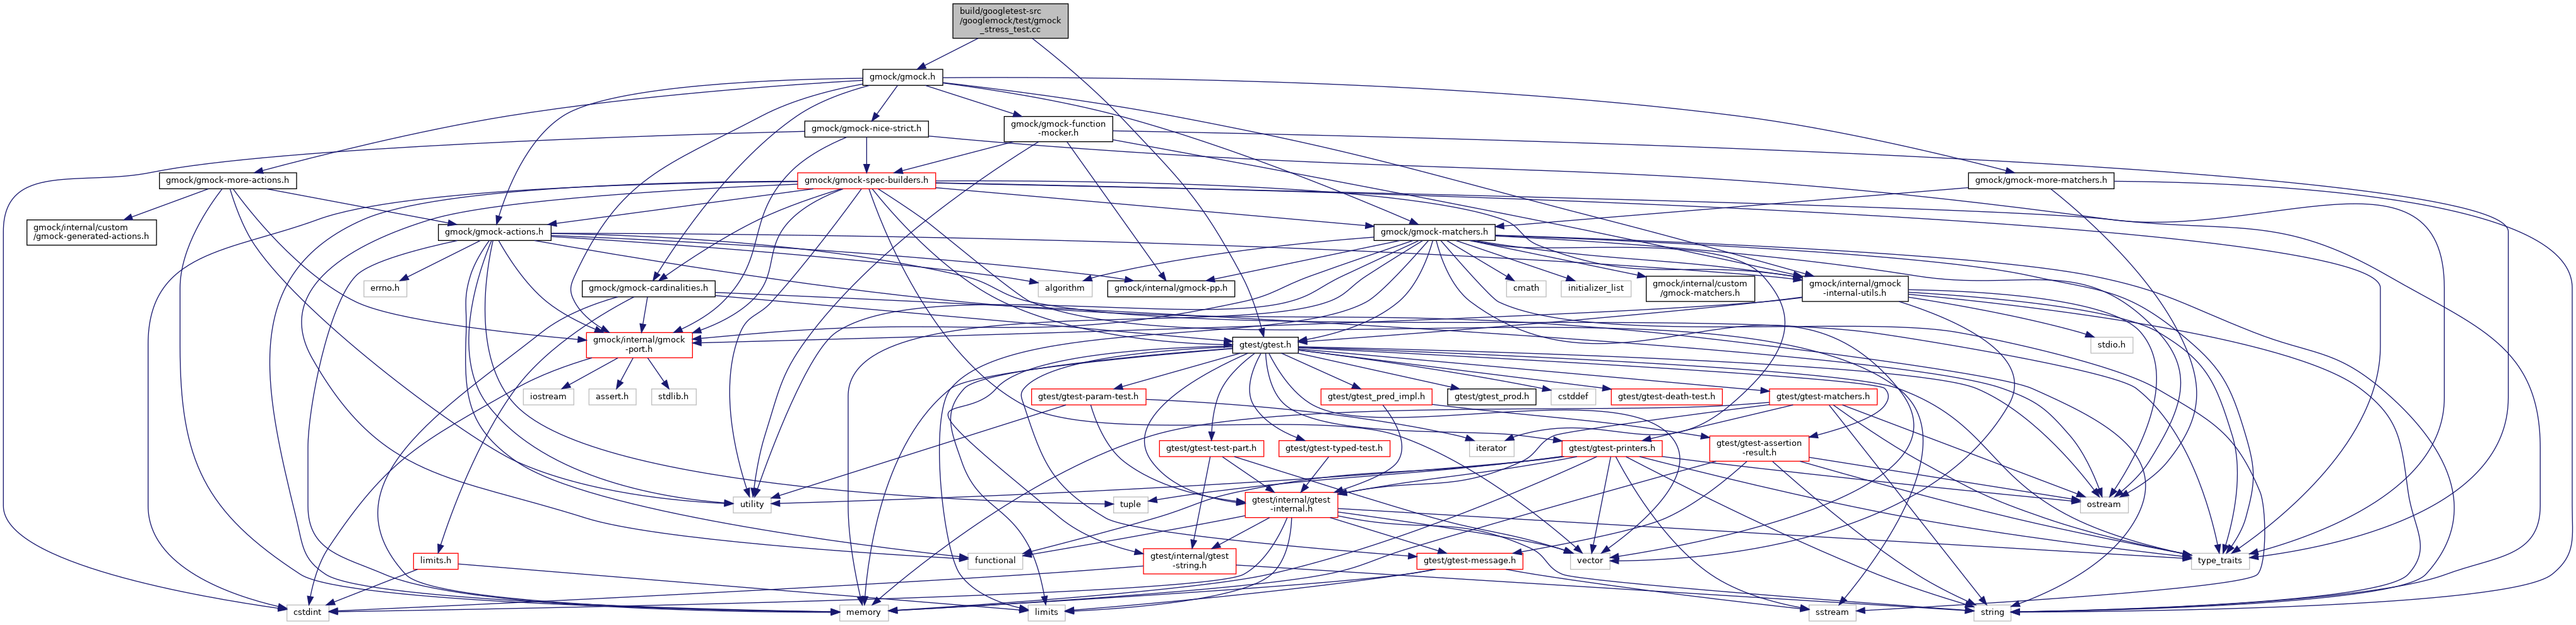 build/googletest-src
/googlemock/test/gmock
_stress_test.cc
gmock/gmock.h
gmock/gmock-nice-strict.h
gmock/gmock-function
-mocker.h
gmock/gmock-more-actions.h
gmock/gmock-spec-builders.h
gmock/gmock-more-matchers.h
gmock/internal/custom
/gmock-generated-actions.h
gmock/gmock-actions.h
gmock/gmock-matchers.h
errno.h
gmock/gmock-cardinalities.h
algorithm
gmock/internal/gmock-pp.h
cmath
initializer_list
gmock/internal/custom
/gmock-matchers.h
gmock/internal/gmock
-internal-utils.h
gmock/internal/gmock
-port.h
gtest/gtest.h
stdio.h
iostream
assert.h
stdlib.h
gtest/gtest-param-test.h
gtest/gtest_pred_impl.h
gtest/gtest_prod.h
cstddef
gtest/gtest-death-test.h
gtest/gtest-matchers.h
gtest/gtest-test-part.h
gtest/gtest-typed-test.h
iterator
gtest/gtest-printers.h
gtest/gtest-assertion
-result.h
utility
tuple
gtest/internal/gtest
-internal.h
ostream
limits.h
functional
gtest/internal/gtest
-string.h
gtest/gtest-message.h
vector
type_traits
cstdint
memory
limits
sstream
string